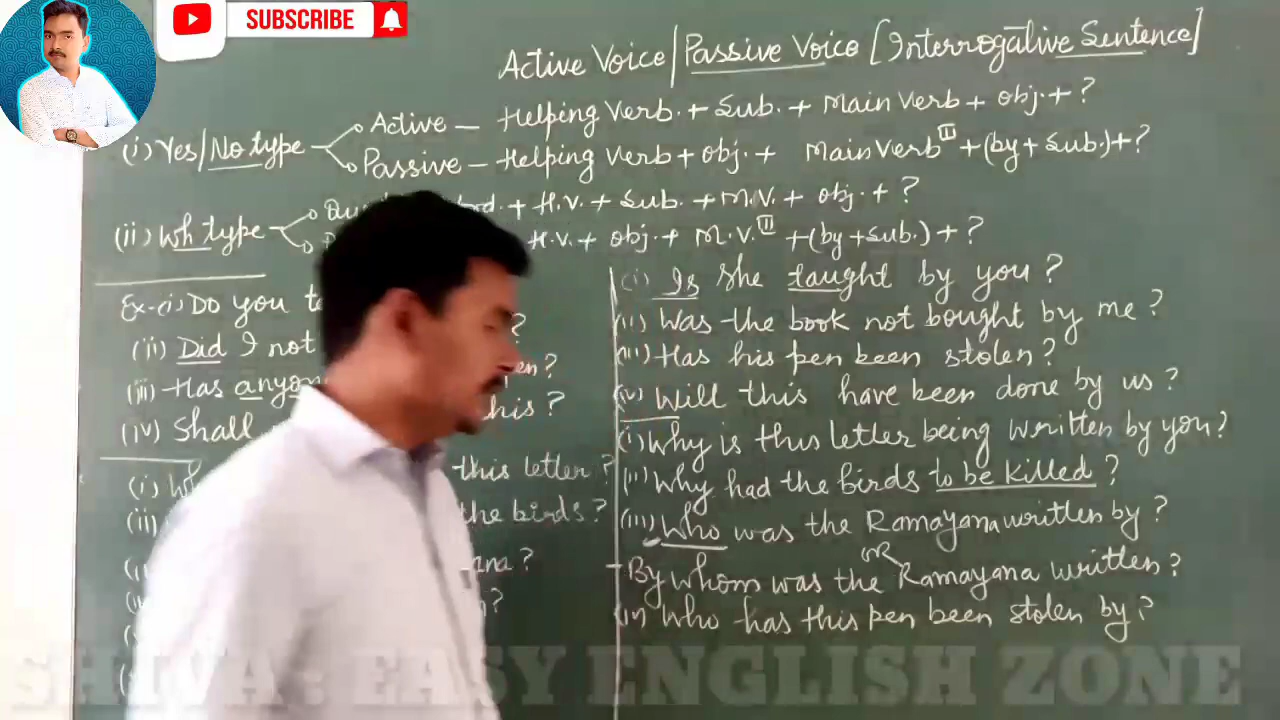 SUBSCRIBE
Active Voice/Passive Voice [Interrogative Sentence]
(i) Yes/No type
Active — Helping Verb. + Sub. + Main Verb + obj. + ?
Passive — Helping Verb + obj. + Main Verb III + (by + Sub.) + ?
(ii) Wh type
+ H.V. + Sub. + M.V. + obj. + ?
H.V. + obj. + M.V. III + (by + Sub.) + ?
Ex-(i) Do you
(ii) Did I not ?
(iii) Has
(iv) Shall this ?
(i) this letter ?
(ii) the birds ?
?
?
(i) Is she taught by you ?
(ii) Was the book not bought by me ?
(iii) Has his pen been stolen ?
(iv) Will this have been done by us ?
(i) Why is this letter being written by you ?
(ii) Why had the birds to be killed ?
(iii) Who was the Ramayana written by ?
OR
By whom was the Ramayana written ?
(iv) Who has this pen been stolen by ?
SHIVA : EASY ENGLISH ZONE